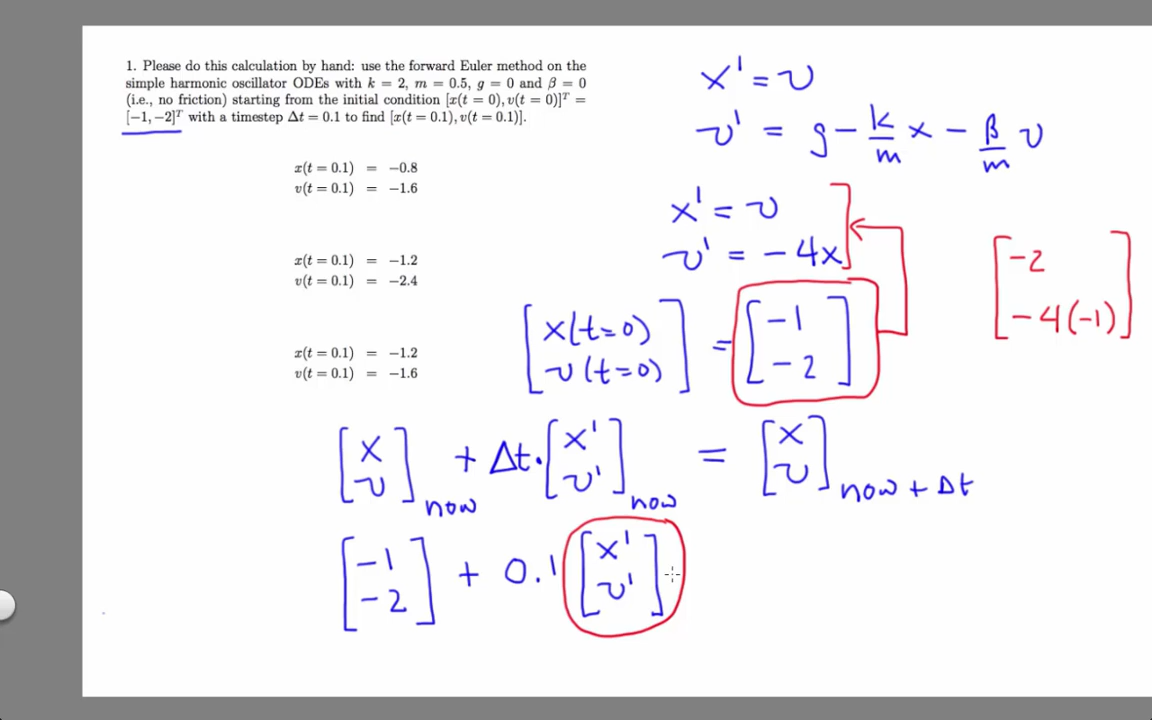 1. Please do this calculation by hand: use the forward Euler method on the
simple harmonic oscillator ODEs with k = 2, m = 0.5, g = 0 and β = 0
(i.e., no friction) starting from the initial condition [x(t = 0), v(t = 0)]ᵀ =
[−1, −2]ᵀ with a timestep Δt = 0.1 to find [x(t = 0.1), v(t = 0.1)].
x(t = 0.1) = −0.8
v(t = 0.1) = −1.6
x(t = 0.1) = −1.2
v(t = 0.1) = −2.4
x(t = 0.1) = −1.2
v(t = 0.1) = −1.6
x' = v
v' = g − k/m x − β/m v
x' = v
v' = −4x
[−2
−4(−1)]
[x(t=0)
v(t=0)] = [−1
−2]
[x
v]now + Δt·[x'
v']now = [x
v]now + Δt
[−1
−2] + 0.1 [x'
v']